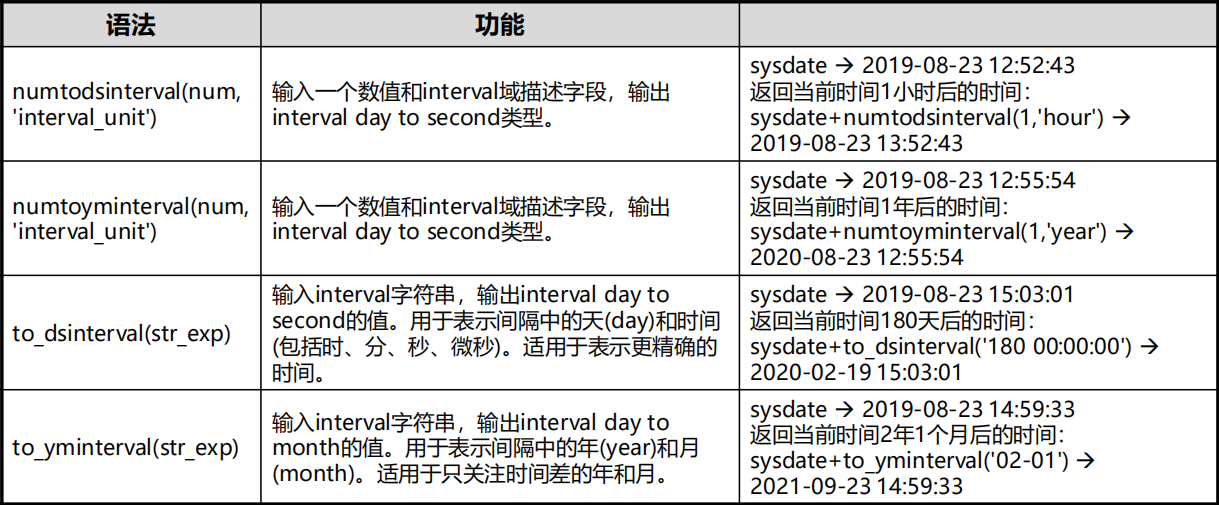 语法
功能
numtodsinterval(num,
'interval_unit')
输入一个数值和interval域描述字段，输出
interval day to second类型。
sysdate → 2019-08-23 12:52:43
返回当前时间1小时后的时间：
sysdate+numtodsinterval(1,'hour') →
2019-08-23 13:52:43
numtoyminterval(num,
'interval_unit')
输入一个数值和interval域描述字段，输出
interval day to second类型。
sysdate → 2019-08-23 12:55:54
返回当前时间1年后的时间：
sysdate+numtoyminterval(1,'year') →
2020-08-23 12:55:54
to_dsinterval(str_exp)
输入interval字符串，输出interval day to
second的值。用于表示间隔中的天(day)和时间
(包括时、分、秒、微秒)。适用于表示更精确的
时间。
sysdate → 2019-08-23 15:03:01
返回当前时间180天后的时间：
sysdate+to_dsinterval('180 00:00:00') →
2020-02-19 15:03:01
to_yminterval(str_exp)
输入interval字符串，输出interval day to
month的值。用于表示间隔中的年(year)和月
(month)。适用于只关注时间差的年和月。
sysdate → 2019-08-23 14:59:33
返回当前时间2年1个月后的时间：
sysdate+to_yminterval('02-01') →
2021-09-23 14:59:33